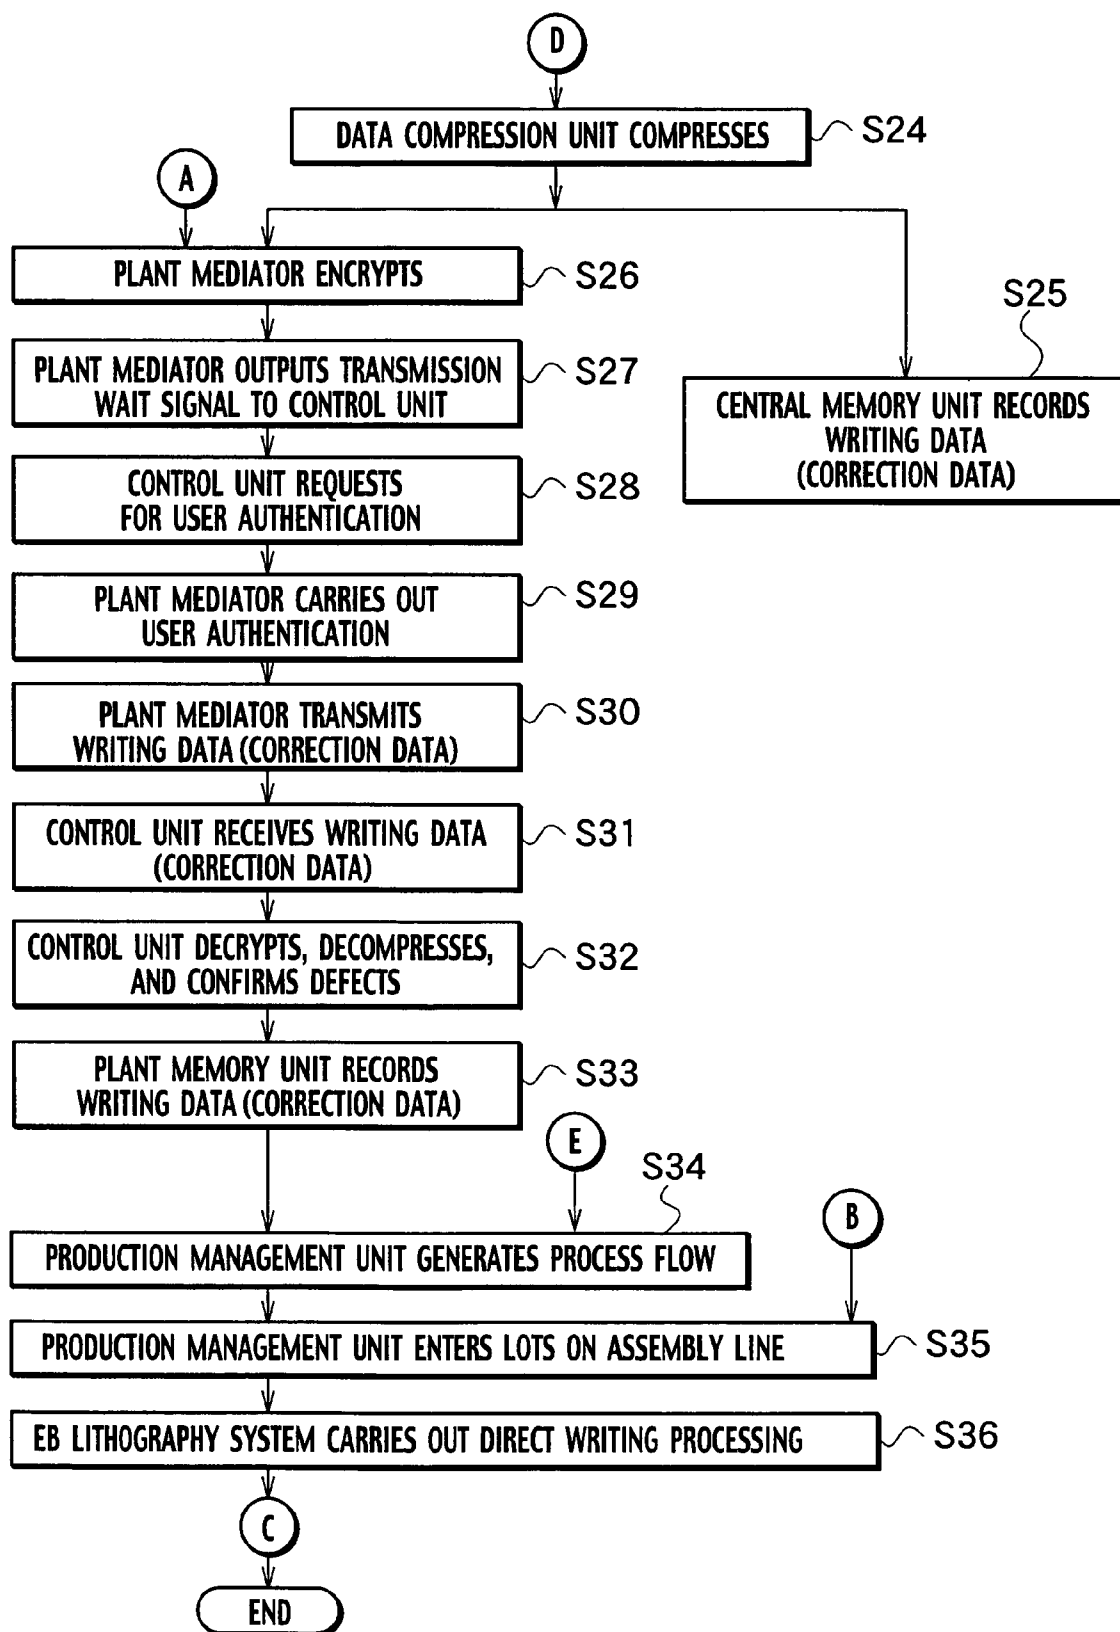 D
DATA COMPRESSION UNIT COMPRESSES
S24
A
PLANT MEDIATOR ENCRYPTS
S26
S25
PLANT MEDIATOR OUTPUTS TRANSMISSION
WAIT SIGNAL TO CONTROL UNIT
S27
CENTRAL MEMORY UNIT RECORDS
WRITING DATA
(CORRECTION DATA)
CONTROL UNIT REQUESTS
FOR USER AUTHENTICATION
S28
PLANT MEDIATOR CARRIES OUT
USER AUTHENTICATION
S29
PLANT MEDIATOR TRANSMITS
WRITING DATA (CORRECTION DATA)
S30
CONTROL UNIT RECEIVES WRITING DATA
(CORRECTION DATA)
S31
CONTROL UNIT DECRYPTS, DECOMPRESSES,
AND CONFIRMS DEFECTS
S32
PLANT MEMORY UNIT RECORDS
WRITING DATA (CORRECTION DATA)
S33
E
S34
B
PRODUCTION MANAGEMENT UNIT GENERATES PROCESS FLOW
PRODUCTION MANAGEMENT UNIT ENTERS LOTS ON ASSEMBLY LINE
S35
EB LITHOGRAPHY SYSTEM CARRIES OUT DIRECT WRITING PROCESSING
S36
C
END